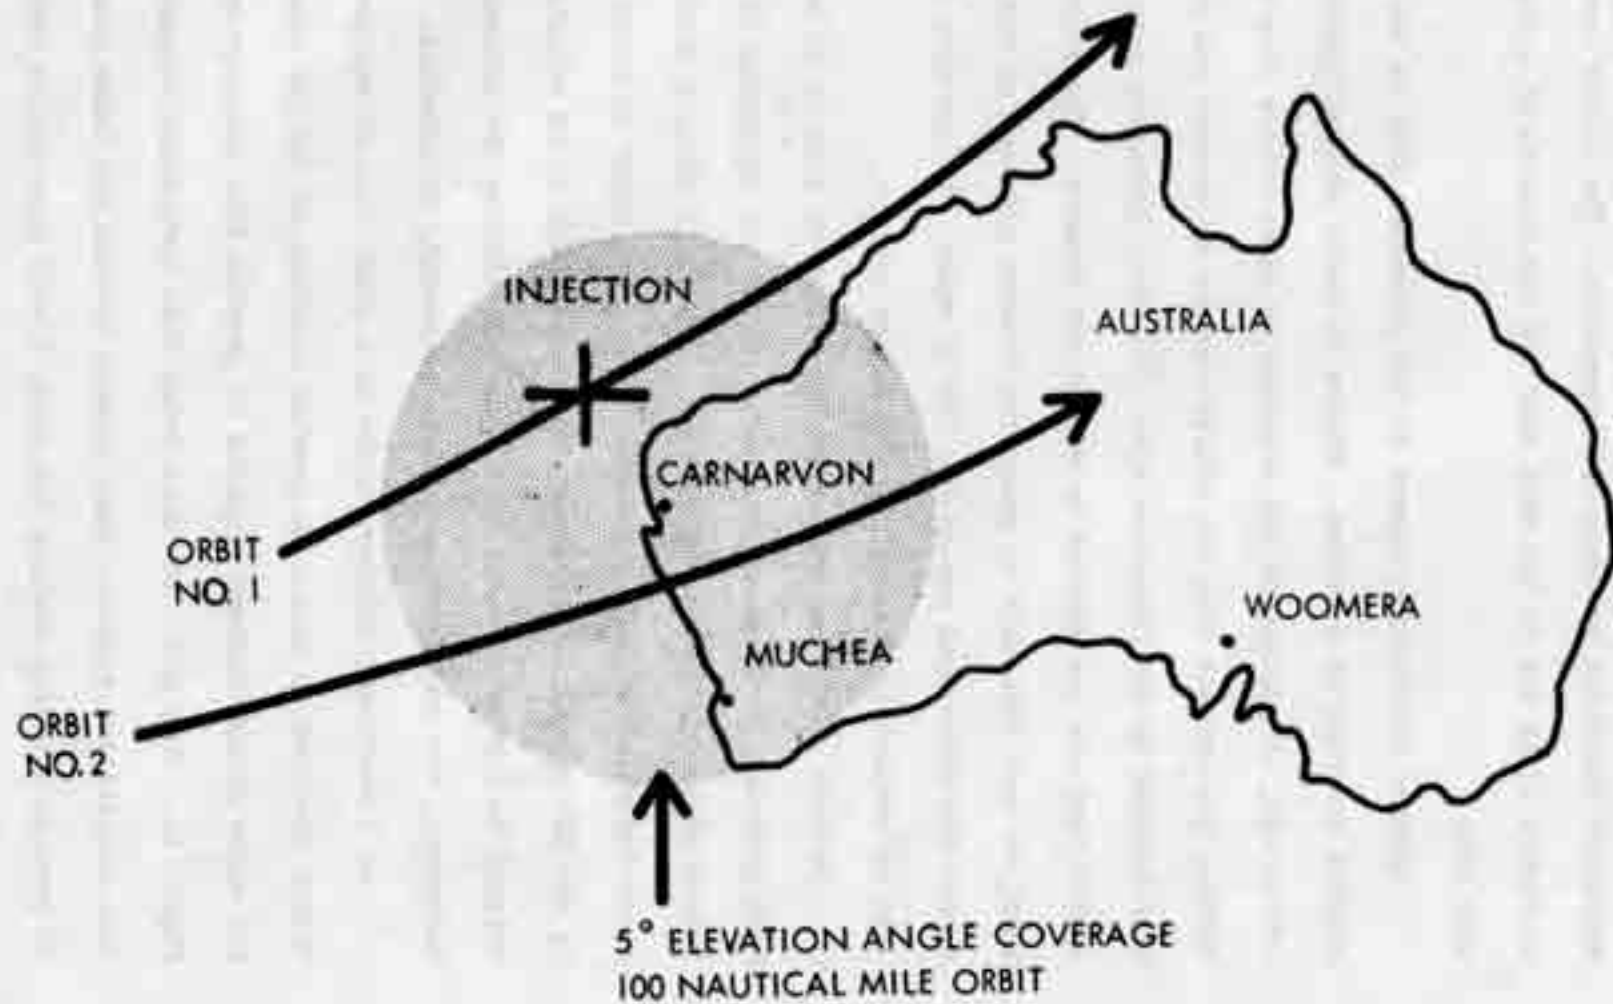 INJECTION
AUSTRALIA
CARNARVON
ORBIT
NO. 1
WOOMERA
MUCHEA
ORBIT
NO. 2
5° ELEVATION ANGLE COVERAGE
100 NAUTICAL MILE ORBIT